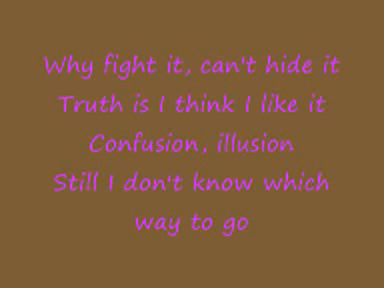 Why fight it, can't hide it
Truth is I think I like it
Confusion, illusion
Still I don't know which
way to go